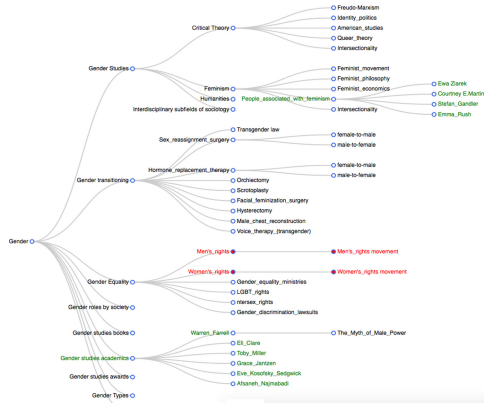 Freudo-Marxism
Identity_politics
Critical Theory
American_studies
Queer_theory
Intersectionality
Gender Studies
Feminism_movement
Feminist_philosophy
Feminism
Feminist_economics
Humanities
People_associated_with_feminism
Interdisciplinary subfields of sociology
Intersectionality
Ewa Ziarek
Courtney E.Martin
Stefan_Gandler
Emma_Rush
Transgender law
Sex_reassignment_surgery
female-to-male
male-to-female
Hormone_replacement_therapy
female-to-male
male-to-female
Gender transitioning
Orchiectomy
Scrotoplasty
Facial_feminization_surgery
Hysterectomy
Male_chest_reconstruction
Voice_therapy_(transgender)
Gender
Men's_rights
Men's_rights movement
Women's_rights
Women's_rights movement
Gender Equality
Gender_equality_ministries
LGBT_rights
ntersex_rights
Gender_discrimination_lawsuits
Gender roles by society
Gender studies books
Warren_Farrell
The_Myth_of_Male_Power
Eli_Clare
Toby_Miller
Gender studies academics
Grace_Jantzen
Eve_Kosofsky_Sedgwick
Afsaneh_Najmabadi
Gender studies awards
Gender Types